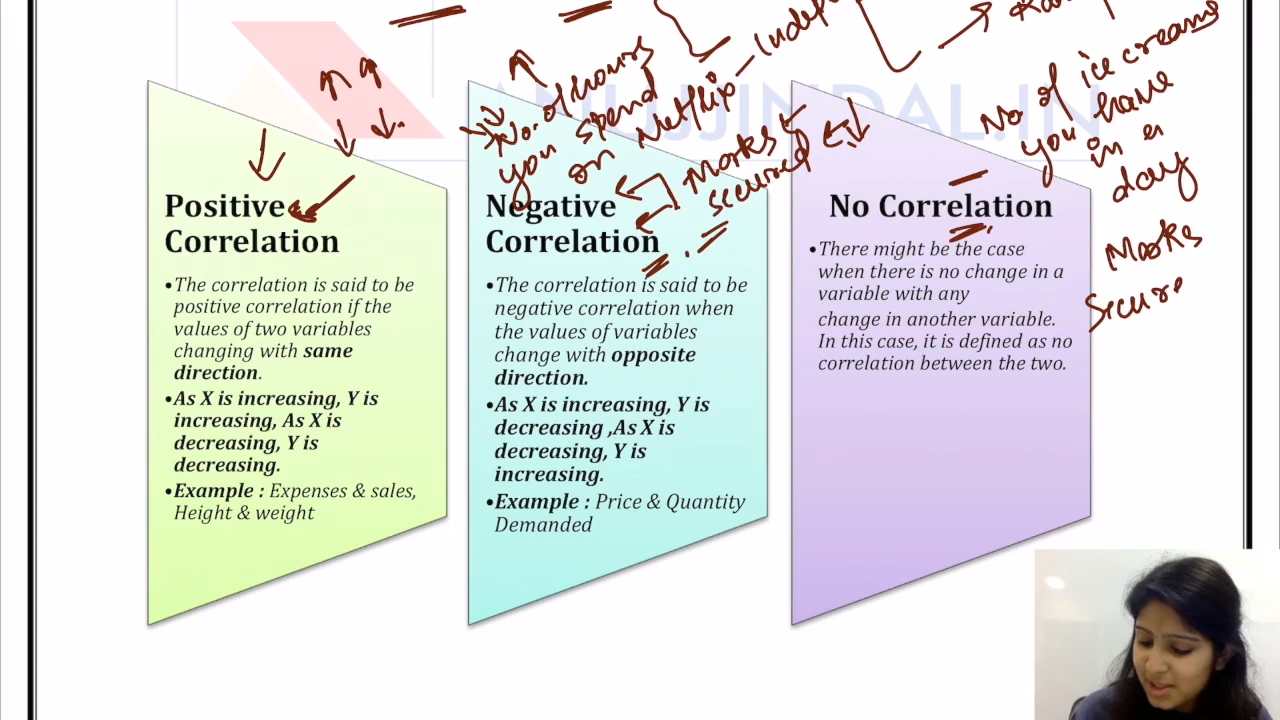 ANUJJINDAL.IN
No. of hours
you spend
on Netflix – Indep
Marks
secured
No of ice creams
you have
in a
day
Marks
Secure
Positive
Correlation
•The correlation is said to be
positive correlation if the
values of two variables
changing with same
direction.
•As X is increasing, Y is
increasing, As X is
decreasing, Y is
decreasing.
•Example : Expenses & sales,
Height & weight
Negative
Correlation
•The correlation is said to be
negative correlation when
the values of variables
change with opposite
direction.
•As X is increasing, Y is
decreasing ,As X is
decreasing, Y is
increasing.
•Example : Price & Quantity
Demanded
No Correlation
•There might be the case
when there is no change in a
variable with any
change in another variable.
In this case, it is defined as no
correlation between the two.